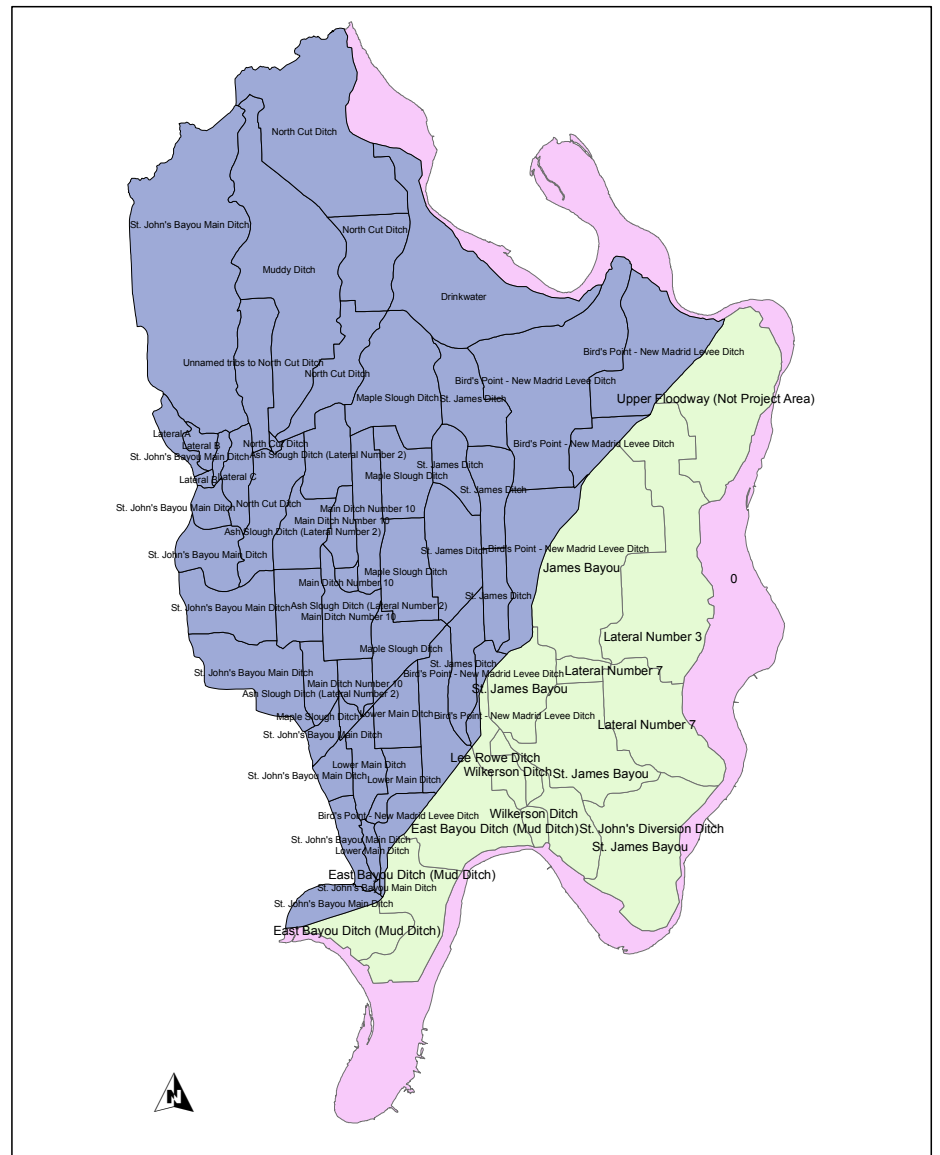 North Cut Ditch
St. John's Bayou Main Ditch
North Cut Ditch
Muddy Ditch
Drinkwater
Bird's Point - New Madrid Levee Ditch
Unnamed tribs to North Cut Ditch
North Cut Ditch
Bird's Point - New Madrid Levee Ditch
Maple Slough Ditch
St. James Ditch
Upper Floodway (Not Project Area)
Lateral A
Lateral B
North Cut Ditch
Bird's Point - New Madrid Levee Ditch
St. John's Bayou Main Ditch
Ash Slough Ditch (Lateral Number 2)
St. James Ditch
Lateral B
Lateral C
Maple Slough Ditch
St. James Ditch
St. John's Bayou Main Ditch
North Cut Ditch
Main Ditch Number 10
Main Ditch Number 10
Ash Slough Ditch (Lateral Number 2)
St. John's Bayou Main Ditch
St. James Ditch
Bird's Point - New Madrid Levee Ditch
James Bayou
Maple Slough Ditch
0
Main Ditch Number 10
St. James Ditch
St. John's Bayou Main Ditch
Ash Slough Ditch (Lateral Number 2)
Main Ditch Number 10
Lateral Number 3
Maple Slough Ditch
St. James Ditch
St. John's Bayou Main Ditch
Bird's Point - New Madrid Levee Ditch
Lateral Number 7
Main Ditch Number 10
St. James Bayou
Ash Slough Ditch (Lateral Number 2)
Maple Slough Ditch
Lower Main Ditch
Bird's Point - New Madrid Levee Ditch
Lateral Number 7
St. John's Bayou Main Ditch
Lee Rowe Ditch
Lower Main Ditch
Wilkerson Ditch
St. James Bayou
St. John's Bayou Main Ditch
Lower Main Ditch
Bird's Point - New Madrid Levee Ditch
Wilkerson Ditch
East Bayou Ditch (Mud Ditch)
St. John's Diversion Ditch
St. John's Bayou Main Ditch
St. James Bayou
Lower Main Ditch
East Bayou Ditch (Mud Ditch)
St. John's Bayou Main Ditch
St. John's Bayou Main Ditch
East Bayou Ditch (Mud Ditch)
N